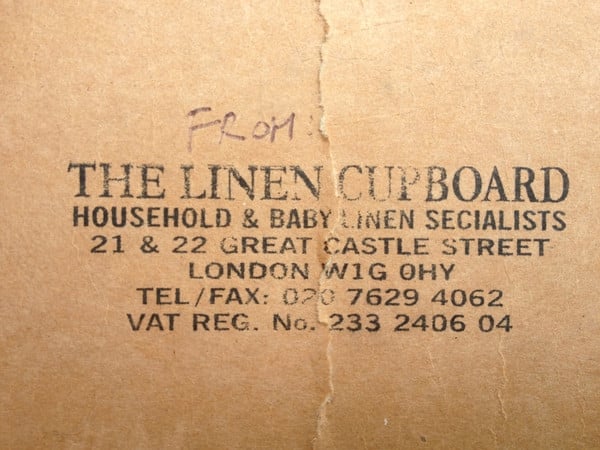 FROM:
THE LINEN CUPBOARD
HOUSEHOLD & BABY LINEN SECIALISTS
21 & 22 GREAT CASTLE STREET
LONDON W1G 0HY
TEL/FAX: 020 7629 4062
VAT REG. No. 233 2406 04